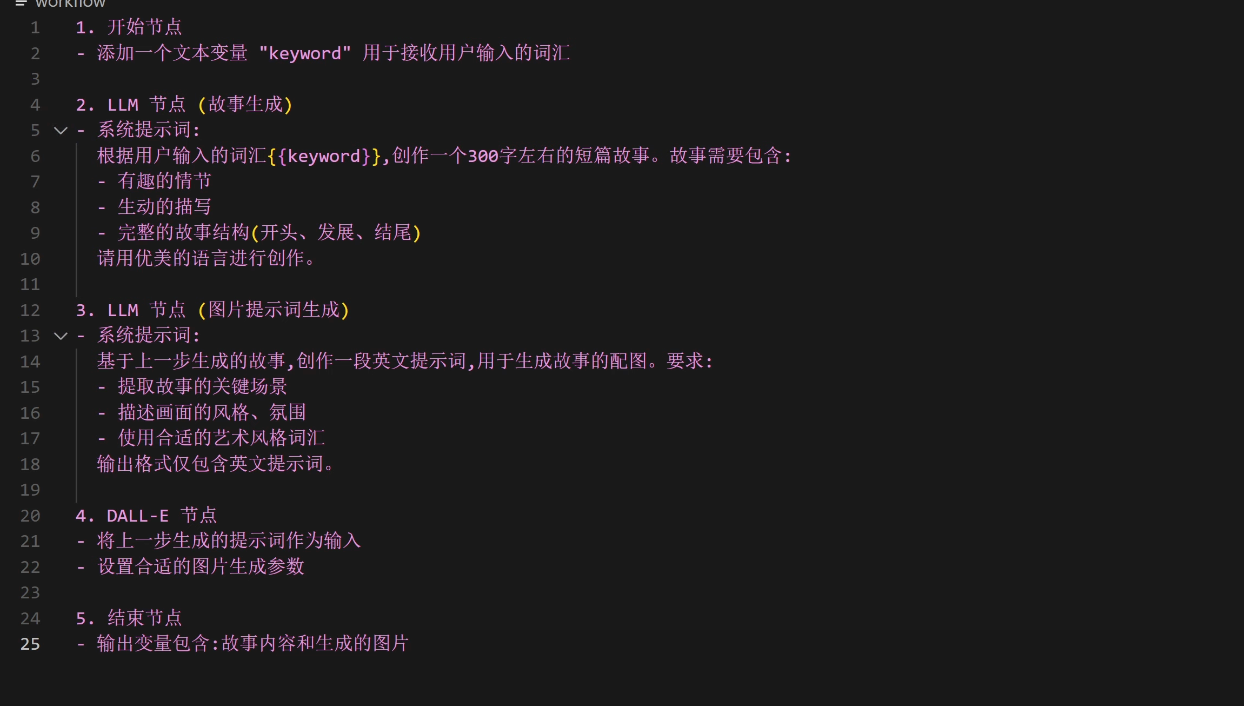 workflow
1 1. 开始节点
2 - 添加一个文本变量 "keyword" 用于接收用户输入的词汇
3
4 2. LLM 节点 (故事生成)
5 - 系统提示词:
6 根据用户输入的词汇{{keyword}},创作一个300字左右的短篇故事。故事需要包含:
7 - 有趣的情节
8 - 生动的描写
9 - 完整的故事结构(开头、发展、结尾)
10 请用优美的语言进行创作。
11
12 3. LLM 节点 (图片提示词生成)
13 - 系统提示词:
14 基于上一步生成的故事,创作一段英文提示词,用于生成故事的配图。要求:
15 - 提取故事的关键场景
16 - 描述画面的风格、氛围
17 - 使用合适的艺术风格词汇
18 输出格式仅包含英文提示词。
19
20 4. DALL-E 节点
21 - 将上一步生成的提示词作为输入
22 - 设置合适的图片生成参数
23
24 5. 结束节点
25 - 输出变量包含:故事内容和生成的图片